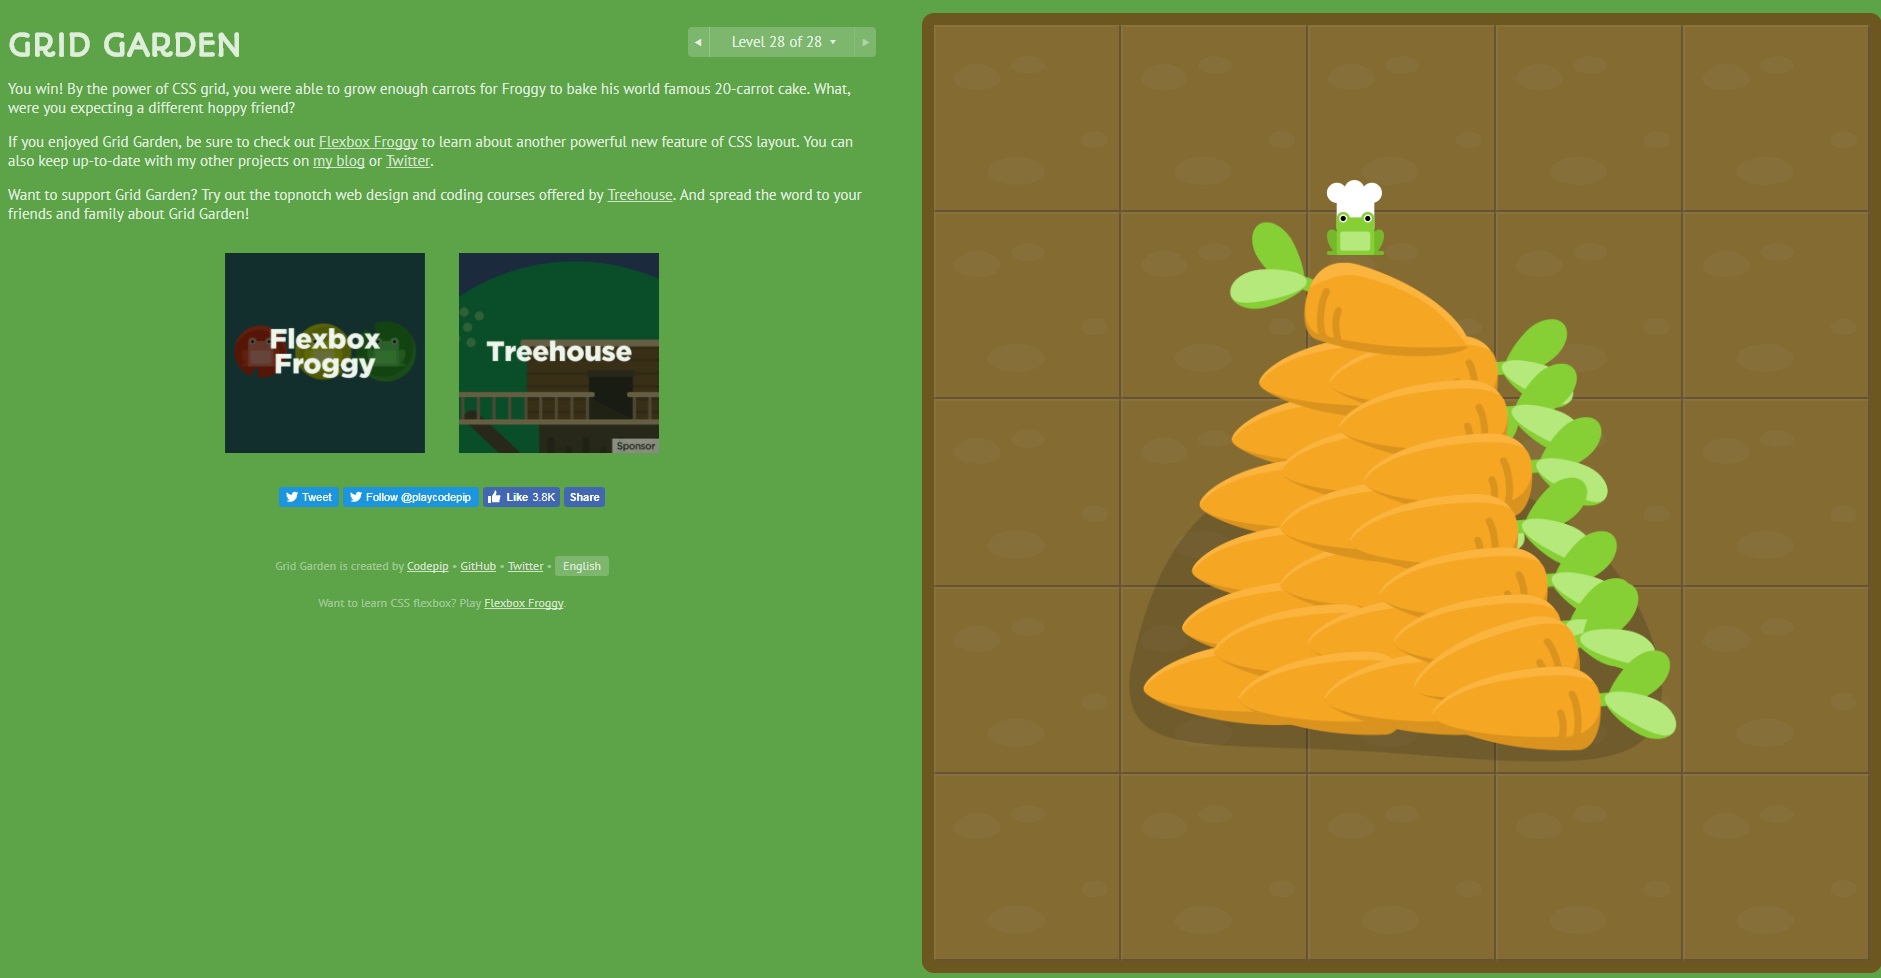 GRID GARDEN
◄ Level 28 of 28 ▾ ►
You win! By the power of CSS grid, you were able to grow enough carrots for Froggy to bake his world famous 20-carrot cake. What,
were you expecting a different hoppy friend?
If you enjoyed Grid Garden, be sure to check out Flexbox Froggy to learn about another powerful new feature of CSS layout. You can
also keep up-to-date with my other projects on my blog or Twitter.
Want to support Grid Garden? Try out the topnotch web design and coding courses offered by Treehouse. And spread the word to your
friends and family about Grid Garden!
Flexbox
Froggy
Treehouse
Sponsor
Tweet Follow @playcodepip Like 3.8K Share
Grid Garden is created by Codepip • GitHub • Twitter • English
Want to learn CSS flexbox? Play Flexbox Froggy.